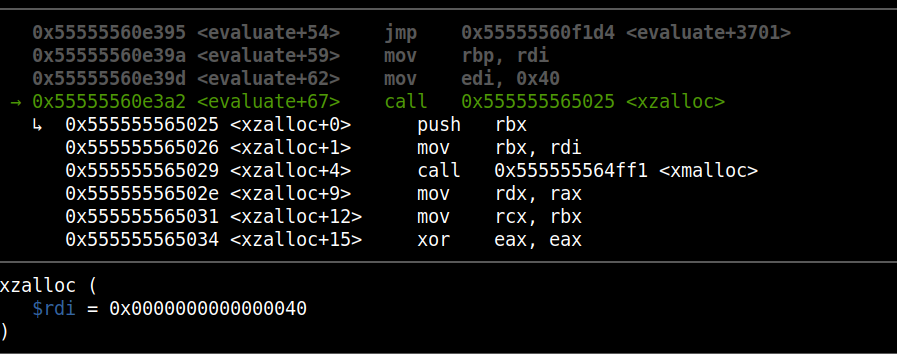 0x55555560e395 <evaluate+54> jmp 0x55555560f1d4 <evaluate+3701>
0x55555560e39a <evaluate+59> mov rbp, rdi
0x55555560e39d <evaluate+62> mov edi, 0x40
→ 0x55555560e3a2 <evaluate+67> call 0x555555565025 <xzalloc>
↳ 0x555555565025 <xzalloc+0> push rbx
0x555555565026 <xzalloc+1> mov rbx, rdi
0x555555565029 <xzalloc+4> call 0x555555564ff1 <xmalloc>
0x55555556502e <xzalloc+9> mov rdx, rax
0x555555565031 <xzalloc+12> mov rcx, rbx
0x555555565034 <xzalloc+15> xor eax, eax
xzalloc (
$rdi = 0x0000000000000040
)